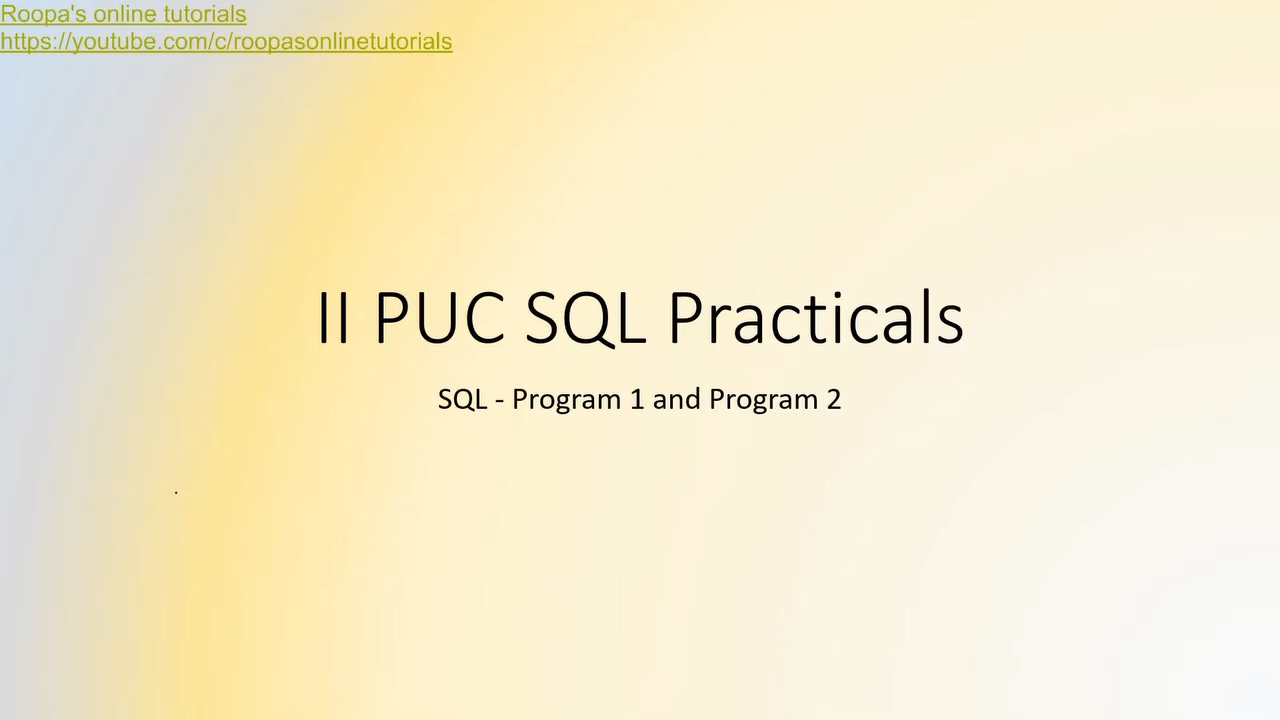 Roopa's online tutorials
https://youtube.com/c/roopasonlinetutorials
II PUC SQL Practicals
SQL - Program 1 and Program 2